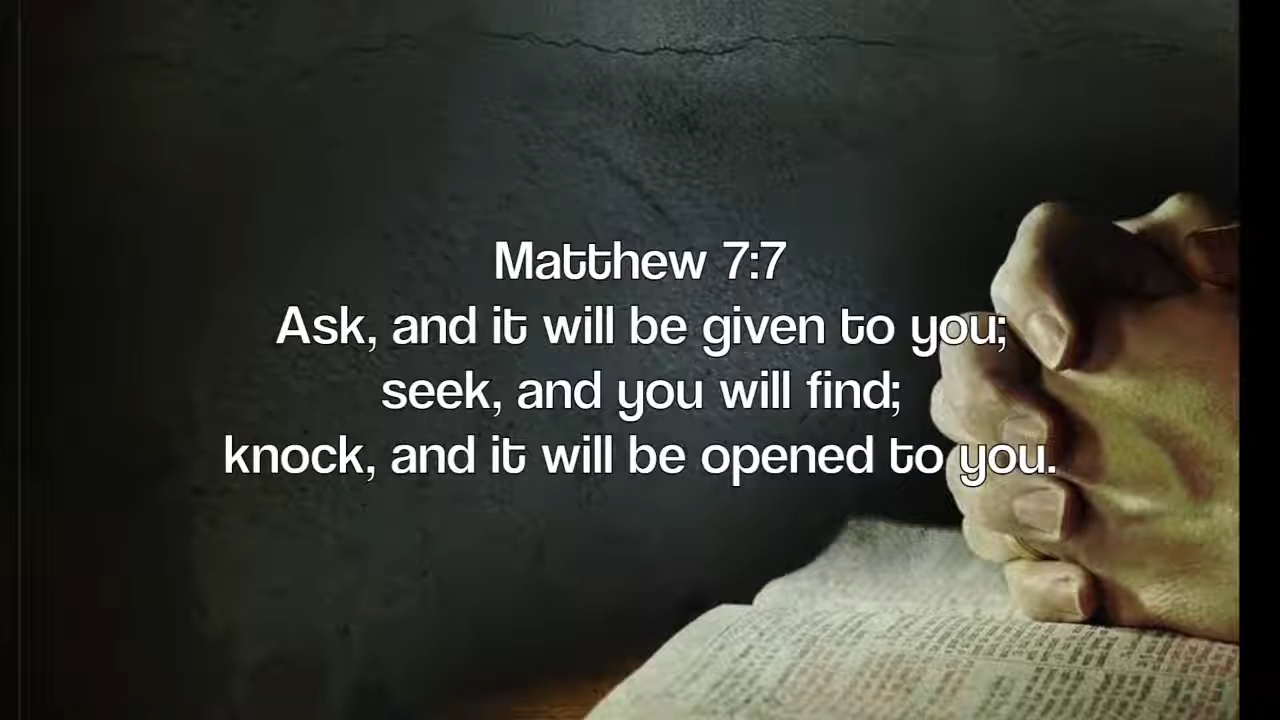 Matthew 7:7
Ask, and it will be given to you;
seek, and you will find;
knock, and it will be opened to you.